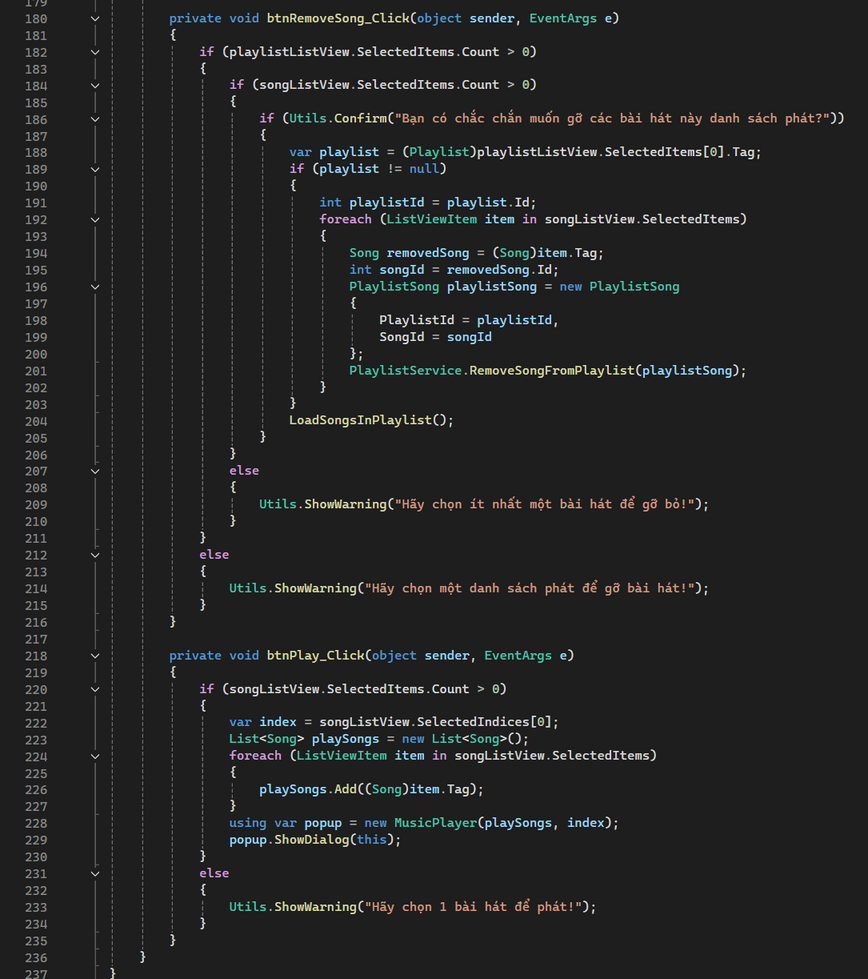 179
180 private void btnRemoveSong_Click(object sender, EventArgs e)
181 {
182 if (playlistListView.SelectedItems.Count > 0)
183 {
184 if (songListView.SelectedItems.Count > 0)
185 {
186 if (Utils.Confirm("Bạn có chắc chắn muốn gỡ các bài hát này danh sách phát?"))
187 {
188 var playlist = (Playlist)playlistListView.SelectedItems[0].Tag;
189 if (playlist != null)
190 {
191 int playlistId = playlist.Id;
192 foreach (ListViewItem item in songListView.SelectedItems)
193 {
194 Song removedSong = (Song)item.Tag;
195 int songId = removedSong.Id;
196 PlaylistSong playlistSong = new PlaylistSong
197 {
198 PlaylistId = playlistId,
199 SongId = songId
200 };
201 PlaylistService.RemoveSongFromPlaylist(playlistSong);
202 }
203 }
204 LoadSongsInPlaylist();
205 }
206 }
207 else
208 {
209 Utils.ShowWarning("Hãy chọn ít nhất một bài hát để gỡ bỏ!");
210 }
211 }
212 else
213 {
214 Utils.ShowWarning("Hãy chọn một danh sách phát để gỡ bài hát!");
215 }
216 }
217
218 private void btnPlay_Click(object sender, EventArgs e)
219 {
220 if (songListView.SelectedItems.Count > 0)
221 {
222 var index = songListView.SelectedIndices[0];
223 List<Song> playSongs = new List<Song>();
224 foreach (ListViewItem item in songListView.SelectedItems)
225 {
226 playSongs.Add((Song)item.Tag);
227 }
228 using var popup = new MusicPlayer(playSongs, index);
229 popup.ShowDialog(this);
230 }
231 else
232 {
233 Utils.ShowWarning("Hãy chọn 1 bài hát để phát!");
234 }
235 }
236 }
237 }